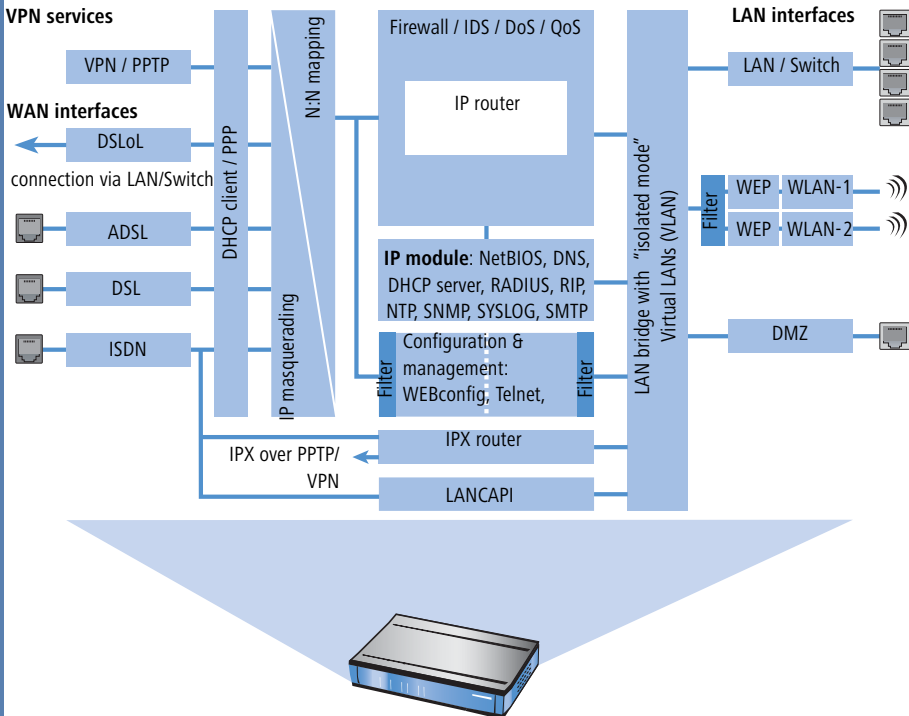 VPN services
VPN / PPTP
WAN interfaces
DSLoL
connection via LAN/Switch
ADSL
DSL
ISDN
DHCP client / PPP
IP masquerading
N:N mapping
Firewall / IDS / DoS / QoS
IP router
IP module: NetBIOS, DNS,
DHCP server, RADIUS, RIP,
NTP, SNMP, SYSLOG, SMTP
Filter
Configuration &
management:
WEBconfig, Telnet,
Filter
IPX router
IPX over PPTP/
VPN
LANCAPI
LAN bridge with "isolated mode"
Virtual LANs (VLAN)
LAN interfaces
LAN / Switch
Filter
WEP
WLAN-1
WEP
WLAN-2
DMZ